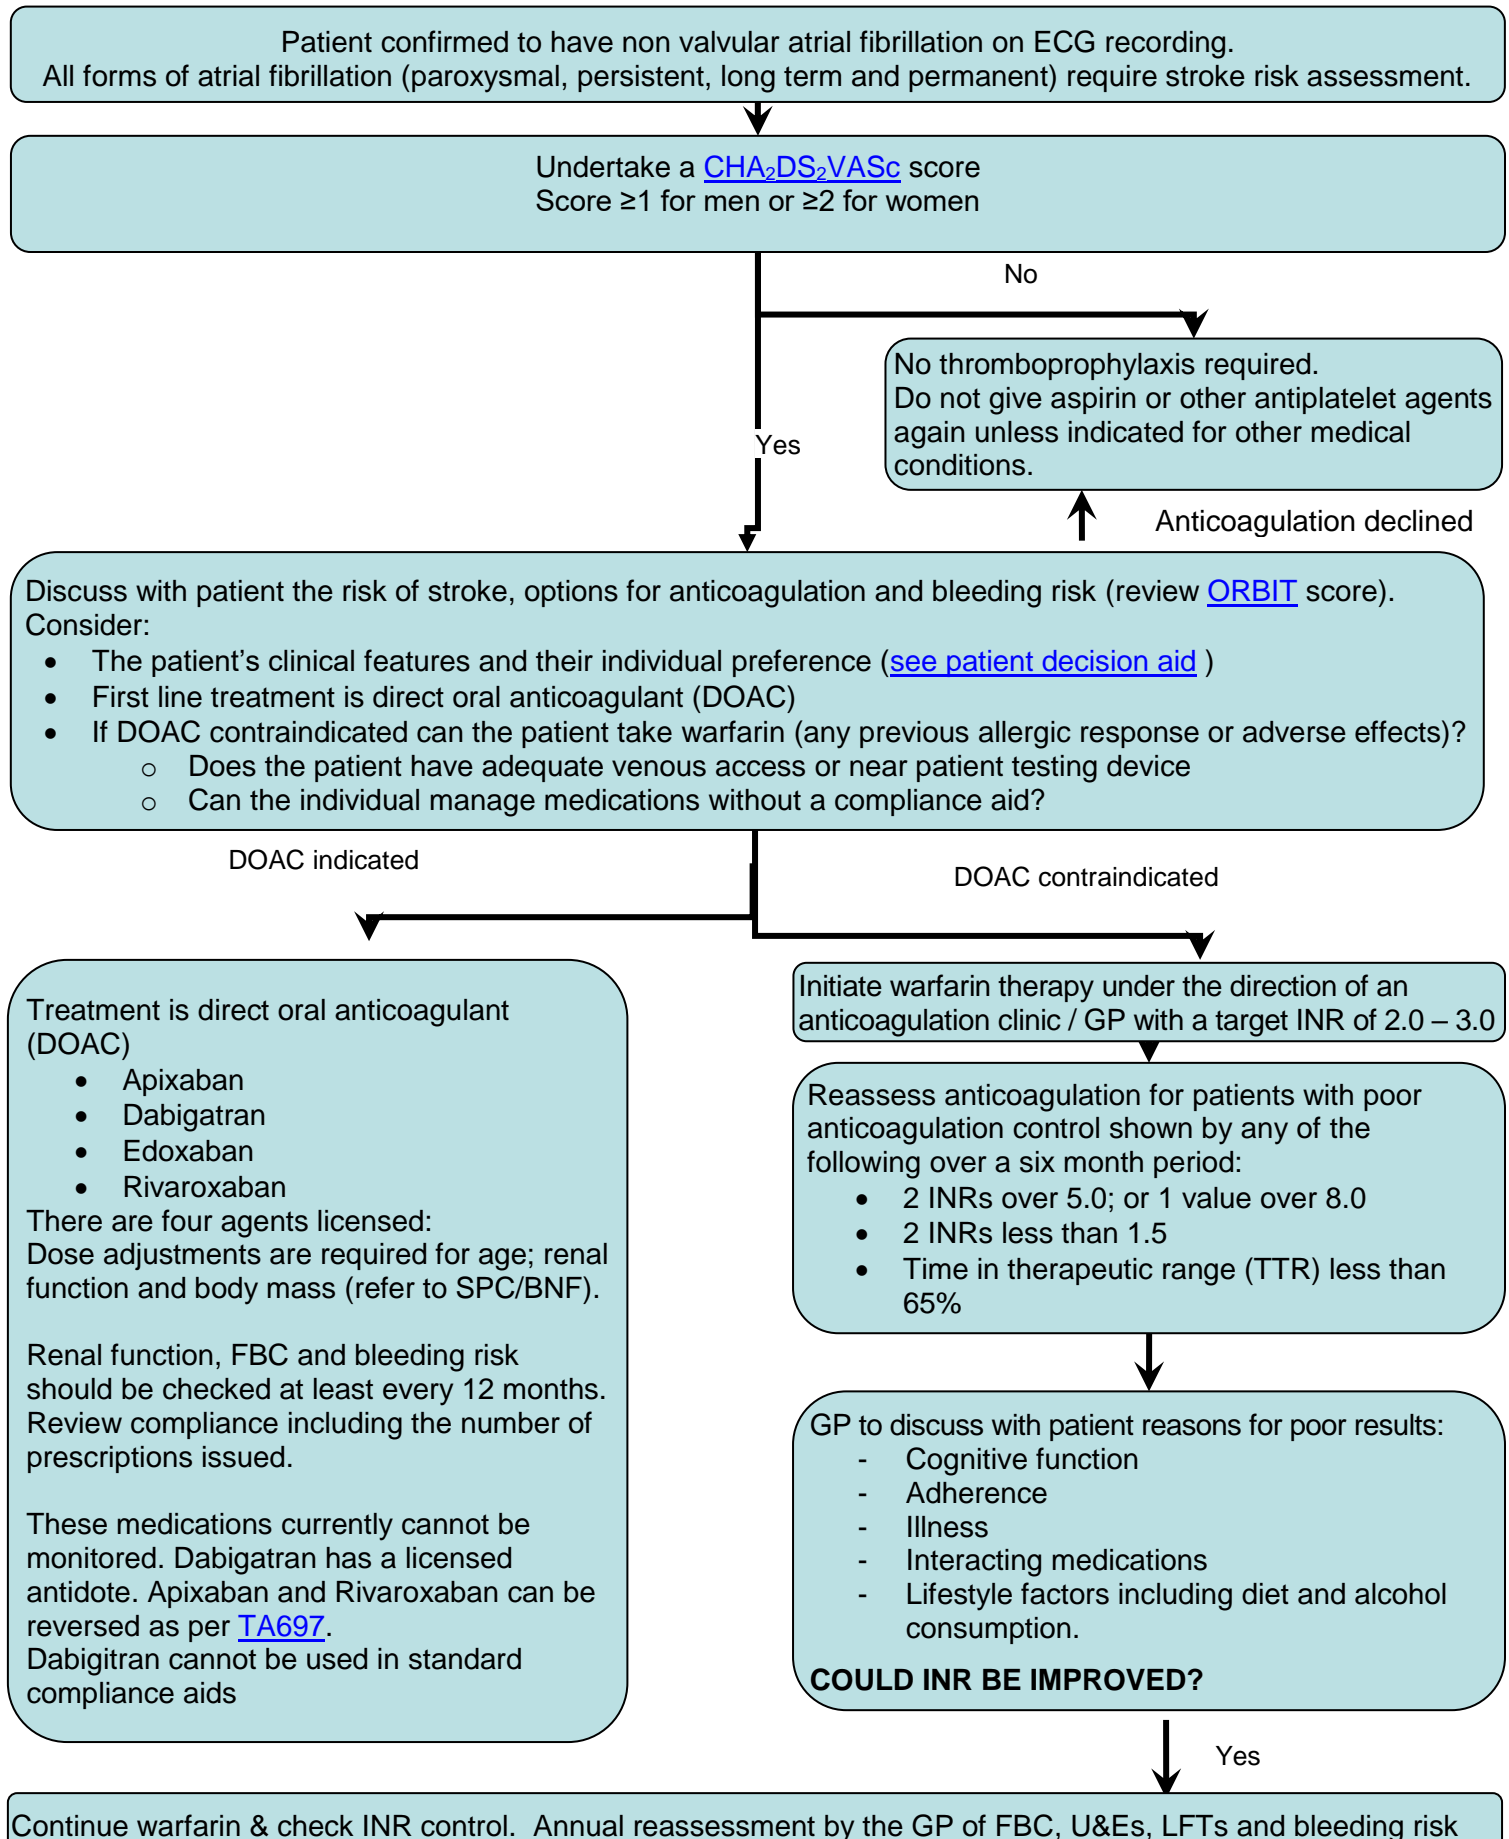 Patient confirmed to have non valvular atrial fibrillation on ECG recording.
All forms of atrial fibrillation (paroxysmal, persistent, long term and permanent) require stroke risk assessment.
Undertake a CHA₂DS₂VASc score
Score ≥1 for men or ≥2 for women
No
No thromboprophylaxis required.
Do not give aspirin or other antiplatelet agents
again unless indicated for other medical
conditions.
Yes
Anticoagulation declined
Discuss with patient the risk of stroke, options for anticoagulation and bleeding risk (review ORBIT score).
Consider:
• The patient’s clinical features and their individual preference (see patient decision aid )
• First line treatment is direct oral anticoagulant (DOAC)
• If DOAC contraindicated can the patient take warfarin (any previous allergic response or adverse effects)?
o Does the patient have adequate venous access or near patient testing device
o Can the individual manage medications without a compliance aid?
DOAC indicated
DOAC contraindicated
Treatment is direct oral anticoagulant
(DOAC)
• Apixaban
• Dabigatran
• Edoxaban
• Rivaroxaban
There are four agents licensed:
Dose adjustments are required for age; renal
function and body mass (refer to SPC/BNF).
Renal function, FBC and bleeding risk
should be checked at least every 12 months.
Review compliance including the number of
prescriptions issued.
These medications currently cannot be
monitored. Dabigatran has a licensed
antidote. Apixaban and Rivaroxaban can be
reversed as per TA697.
Dabigitran cannot be used in standard
compliance aids
Initiate warfarin therapy under the direction of an
anticoagulation clinic / GP with a target INR of 2.0 – 3.0
Reassess anticoagulation for patients with poor
anticoagulation control shown by any of the
following over a six month period:
• 2 INRs over 5.0; or 1 value over 8.0
• 2 INRs less than 1.5
• Time in therapeutic range (TTR) less than
65%
GP to discuss with patient reasons for poor results:
- Cognitive function
- Adherence
- Illness
- Interacting medications
- Lifestyle factors including diet and alcohol
consumption.
COULD INR BE IMPROVED?
Yes
Continue warfarin & check INR control. Annual reassessment by the GP of FBC, U&Es, LFTs and bleeding risk